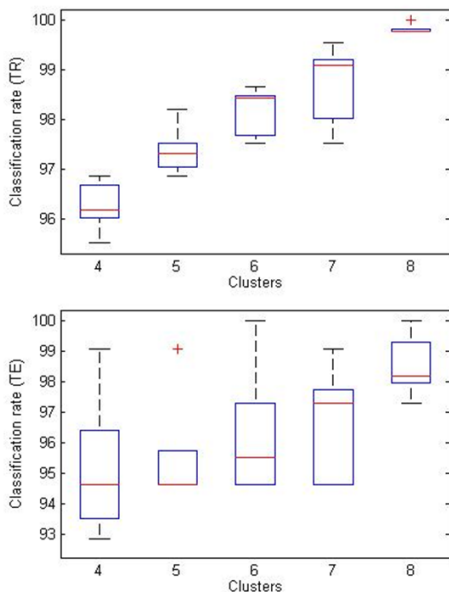 Classification rate (TR)
100
99
98
97
96
4 5 6 7 8
Clusters
Classification rate (TE)
100
99
98
97
96
95
94
93
4 5 6 7 8
Clusters